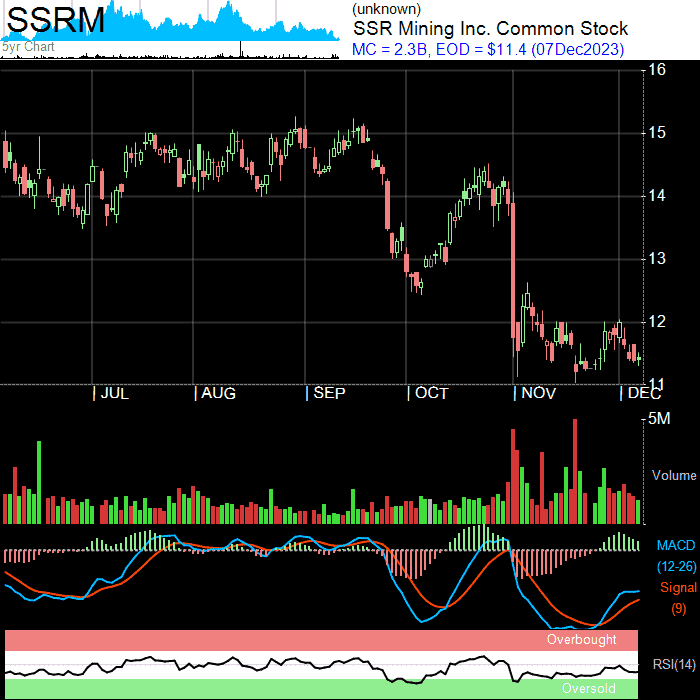 SSRM
5yr Chart
(unknown)
SSR Mining Inc. Common Stock
MC = 2.3B, EOD = $11.4 (07Dec2023)
16
15
14
13
12
11
| JUL | AUG | SEP | OCT | NOV | DEC
5M
Volume
MACD
(12-26)
Signal
(9)
Overbought
RSI(14)
Oversold